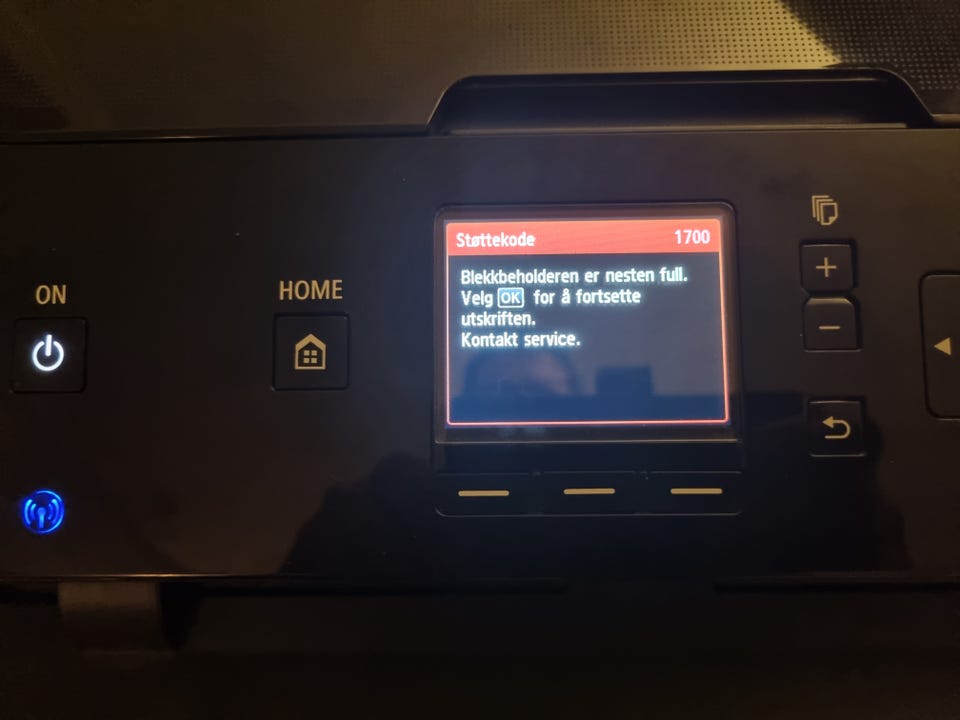 ON
HOME
Støttekode 1700
Blekkbeholderen er nesten full.
Velg OK for å fortsette
utskriften.
Kontakt service.
+
−